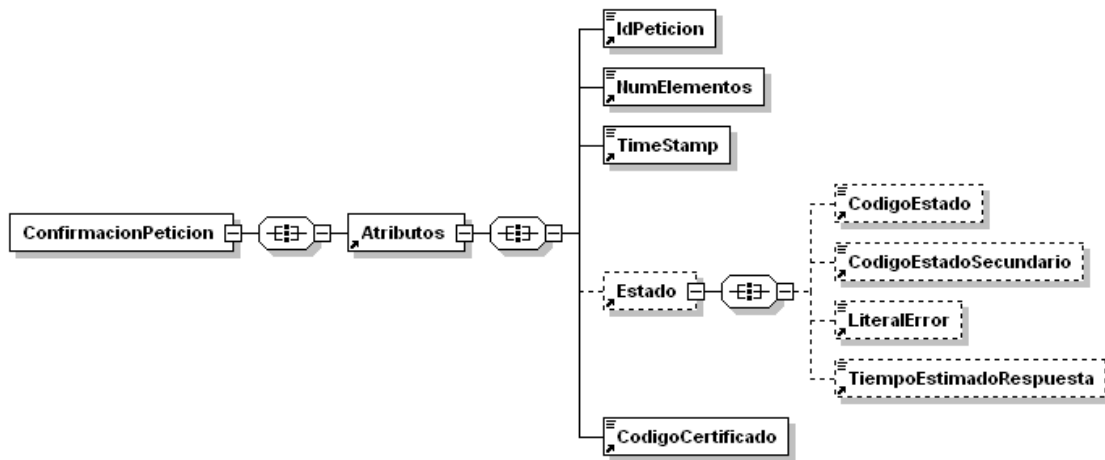 IdPeticion
NumElementos
TimeStamp
ConfirmacionPeticion
Atributos
Estado
CodigoEstado
CodigoEstadoSecundario
LiteralError
TiempoEstimadoRespuesta
CodigoCertificado